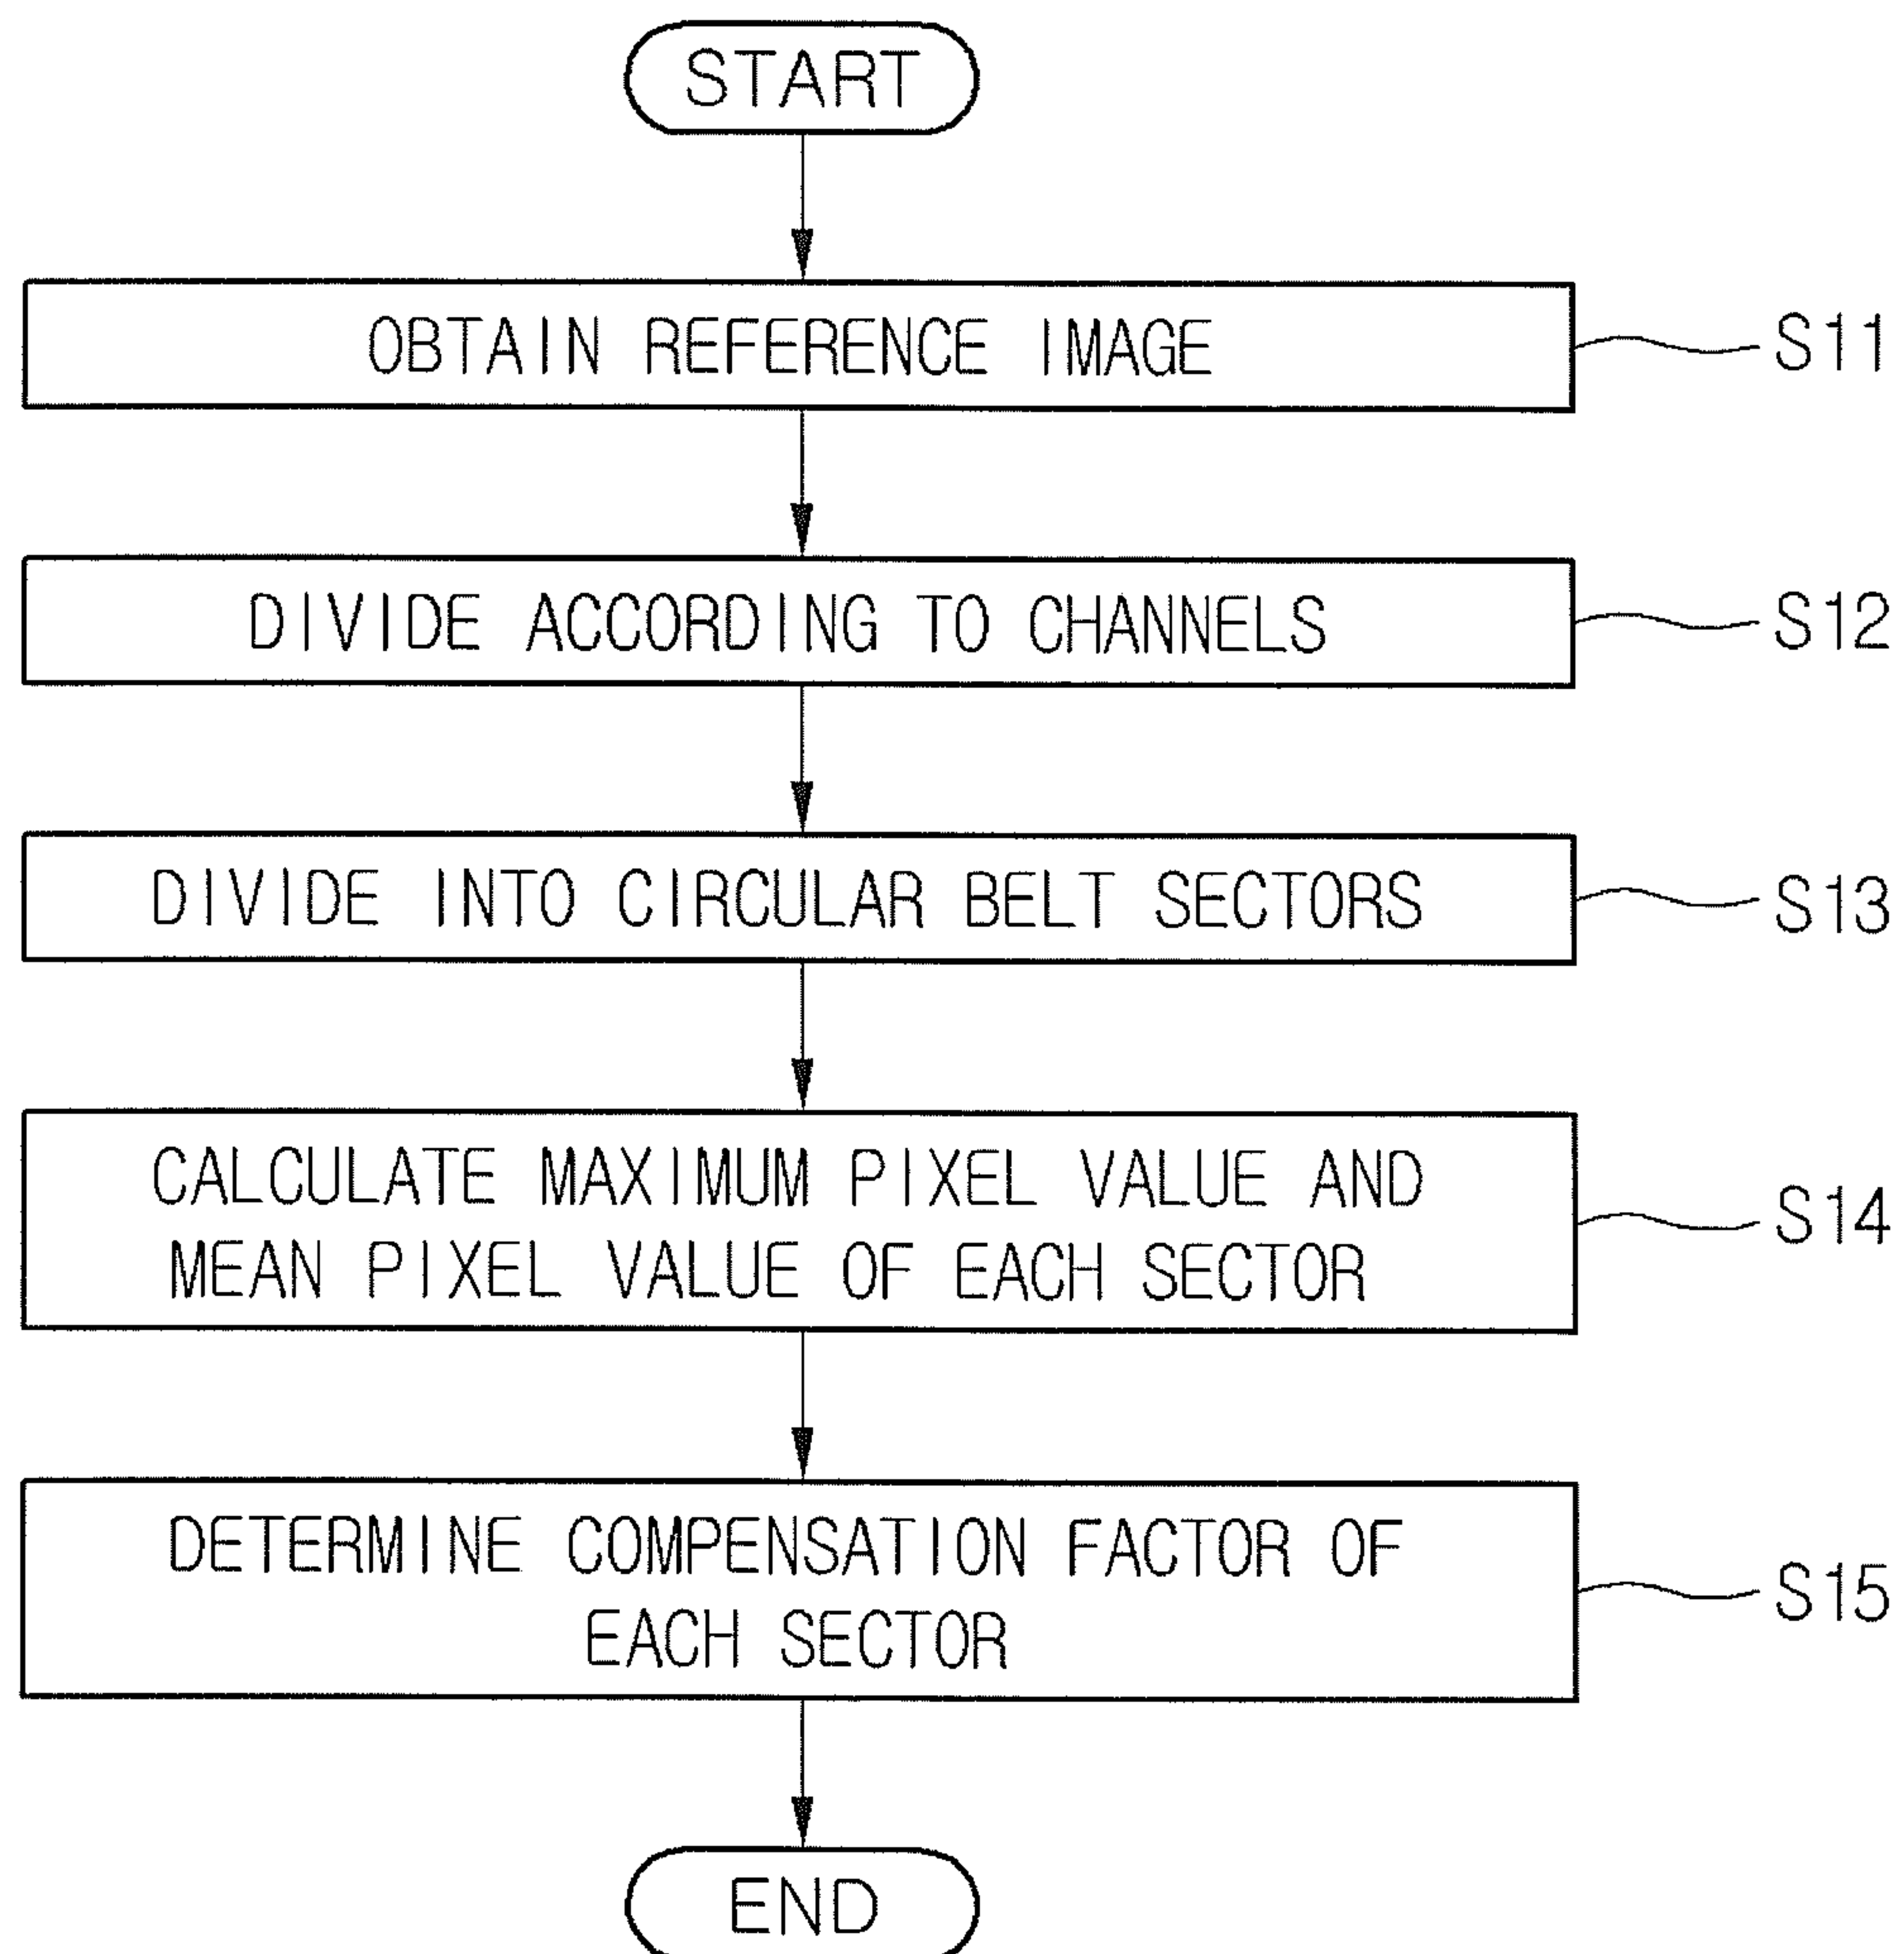 START
OBTAIN REFERENCE IMAGE
S11
DIVIDE ACCORDING TO CHANNELS
S12
DIVIDE INTO CIRCULAR BELT SECTORS
S13
CALCULATE MAXIMUM PIXEL VALUE AND
MEAN PIXEL VALUE OF EACH SECTOR
S14
DETERMINE COMPENSATION FACTOR OF
EACH SECTOR
S15
END